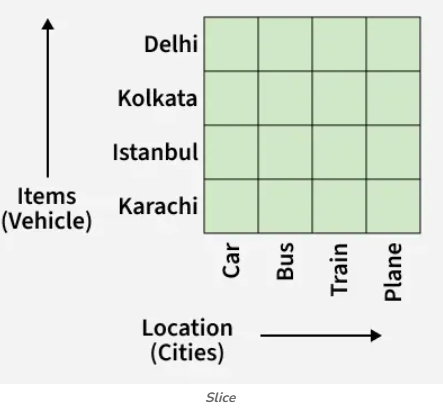 Delhi
Kolkata
Istanbul
Karachi
Items
(Vehicle)
Car
Bus
Train
Plane
Location
(Cities)
Slice